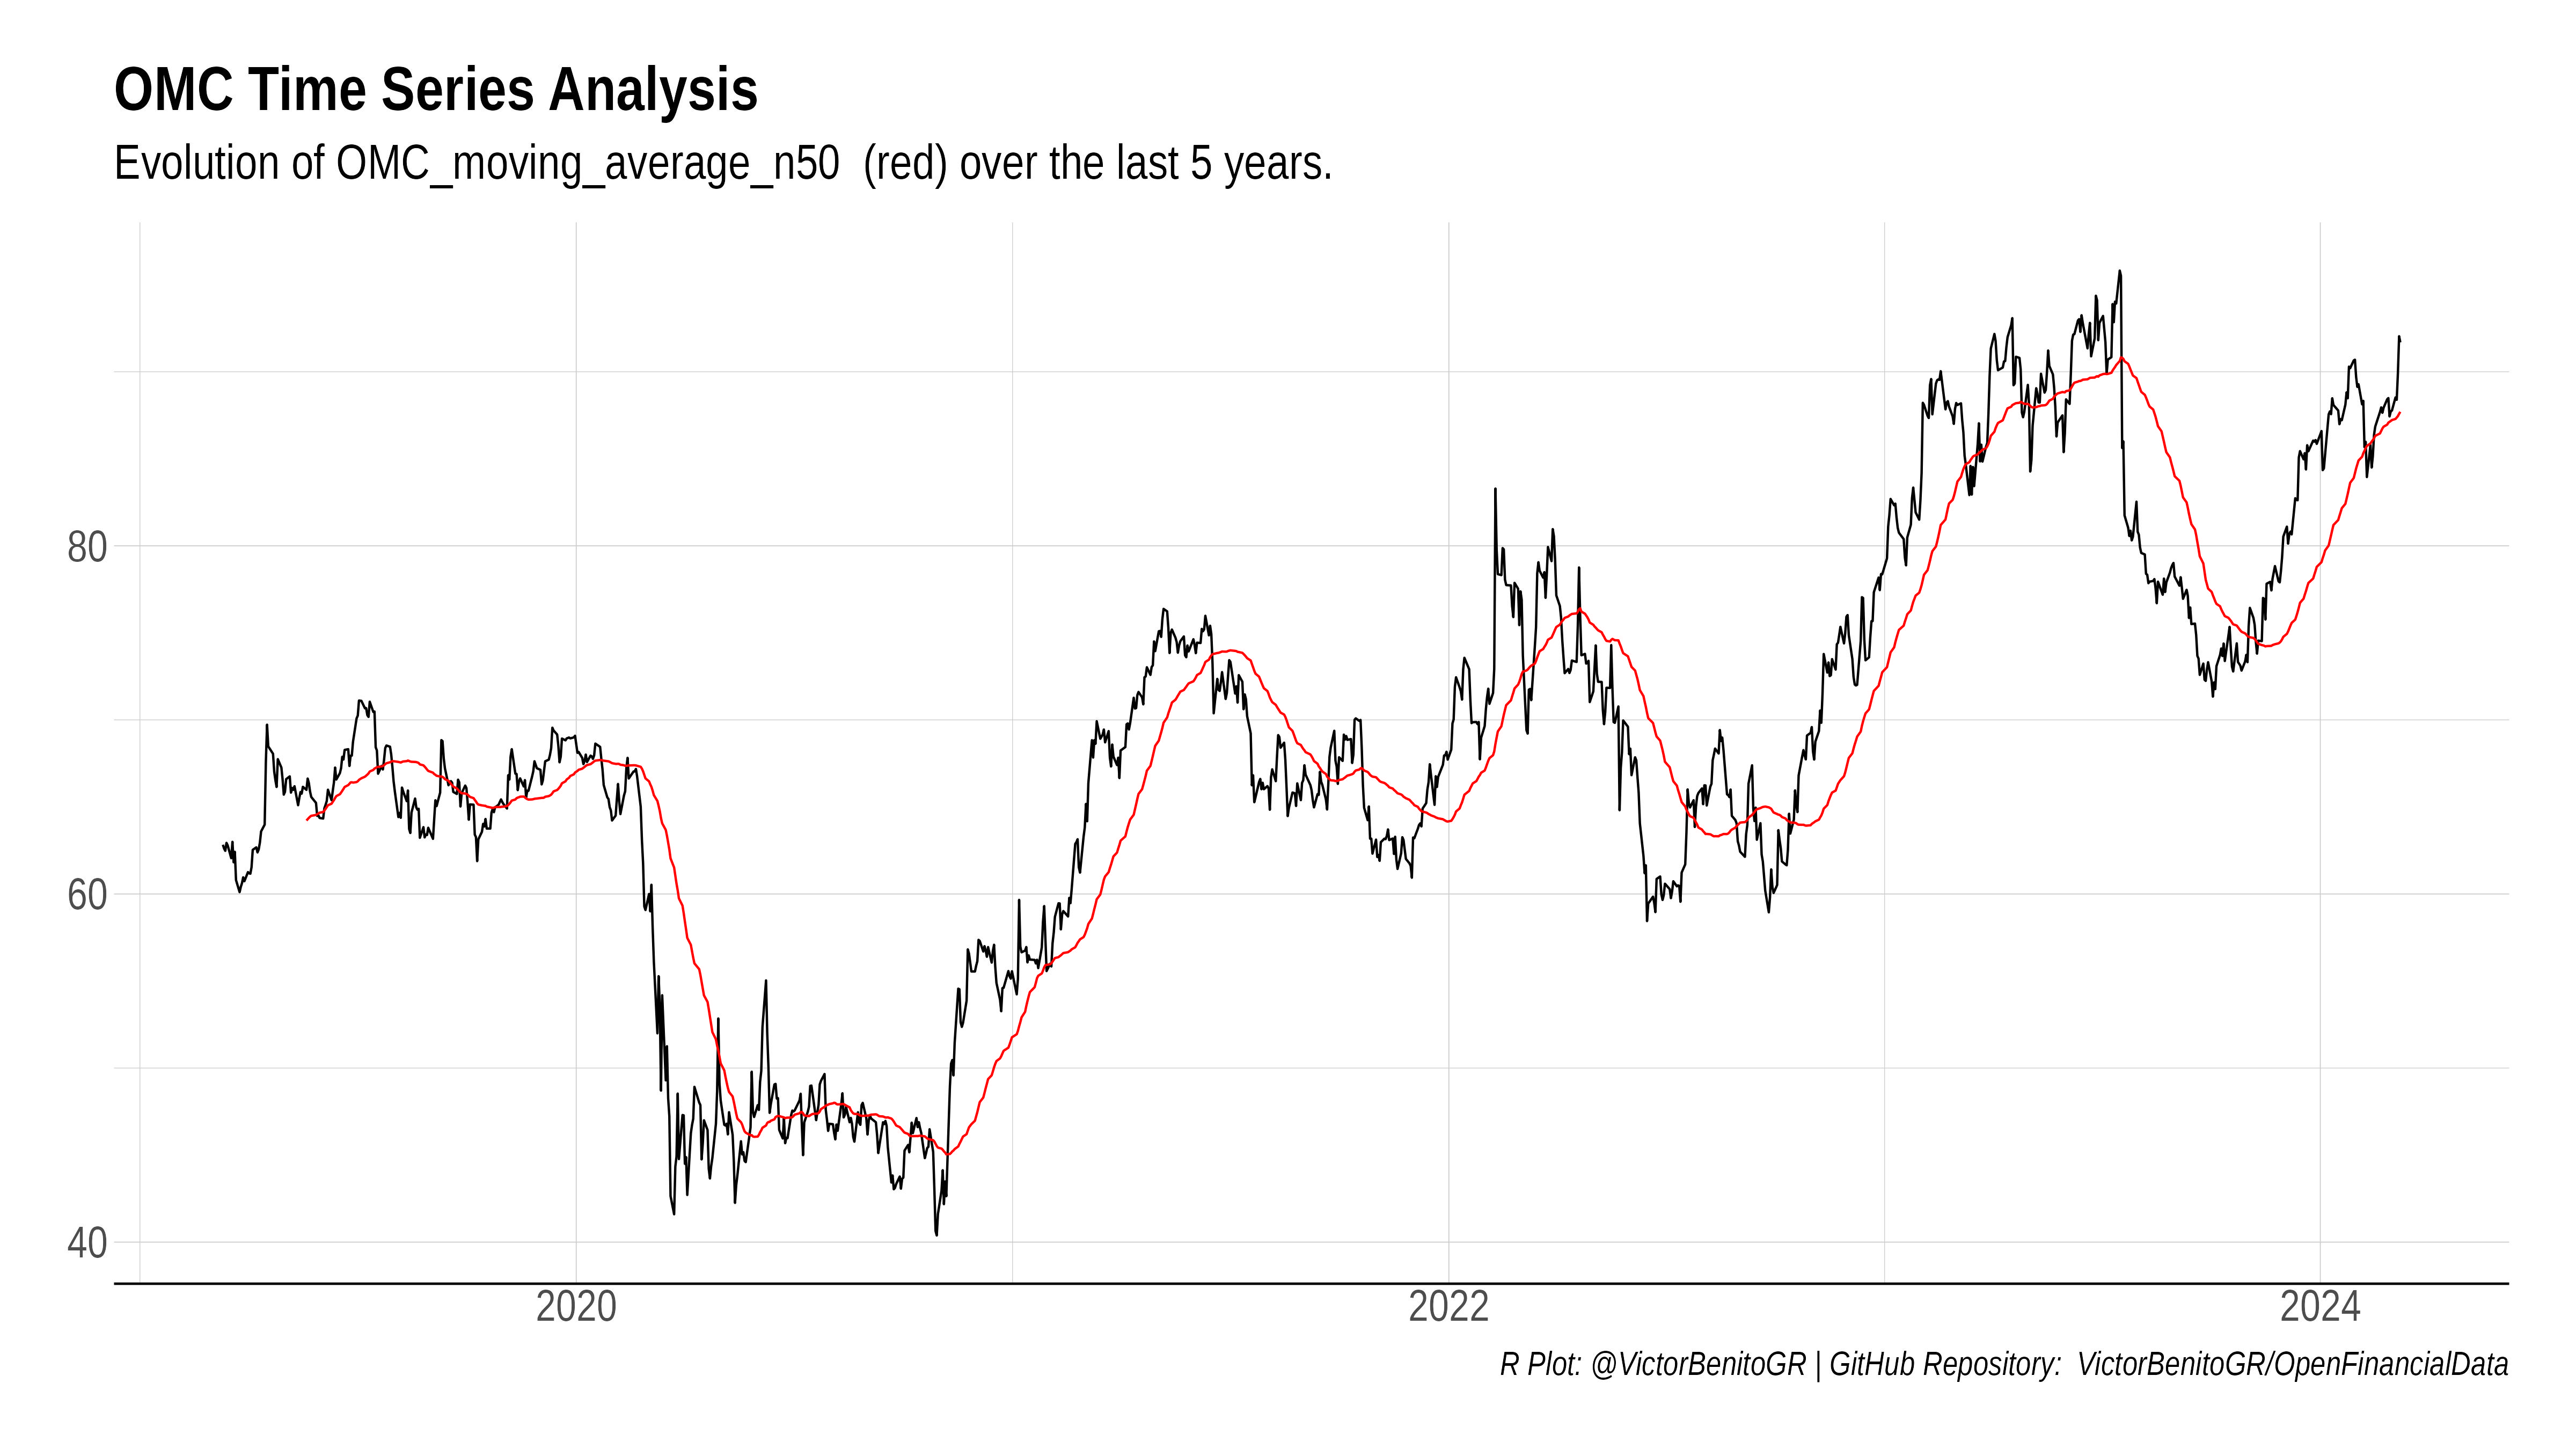 OMC Time Series Analysis
Evolution of OMC_moving_average_n50  (red) over the last 5 years.
80
60
40
2020 2022 2024
R Plot: @VictorBenitoGR | GitHub Repository:  VictorBenitoGR/OpenFinancialData